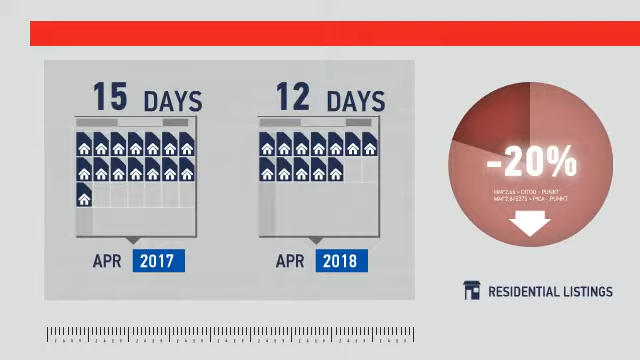 15 DAYS
12 DAYS
-20%
APR 2017
APR 2018
RESIDENTIAL LISTINGS